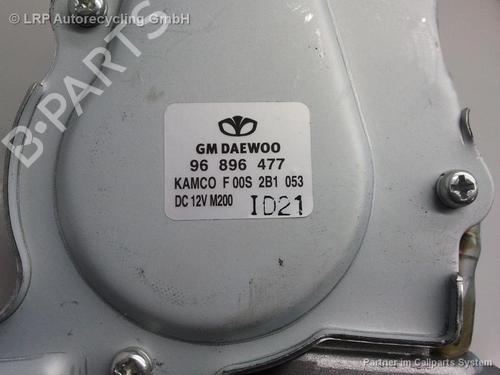 © LRP Autorecycling GmbH
B-PARTS
GM DAEWOO
96 896 477
KAMCO F 00S 2B1 053
DC 12V M200 ID21
Partner im Callparts System